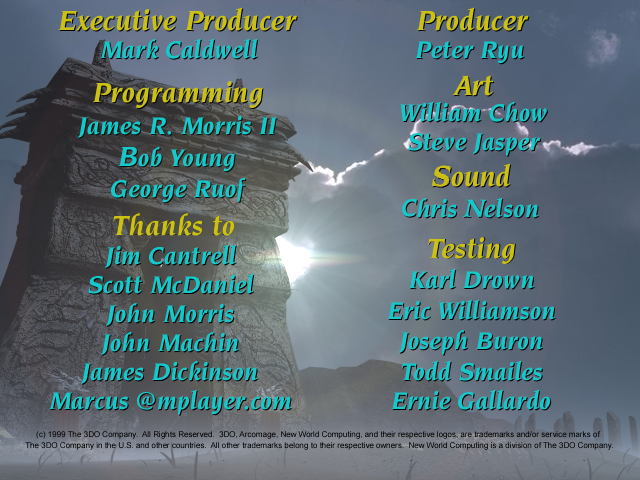 Executive Producer
Mark Caldwell
Programming
James R. Morris II
Bob Young
George Ruof
Thanks to
Jim Cantrell
Scott McDaniel
John Morris
John Machin
James Dickinson
Marcus @mplayer.com
Producer
Peter Ryu
Art
William Chow
Steve Jasper
Sound
Chris Nelson
Testing
Karl Drown
Eric Williamson
Joseph Buron
Todd Smailes
Ernie Gallardo
(c) 1999 The 3DO Company. All Rights Reserved. 3DO, Arcomage, New World Computing, and their respective logos, are trademarks and/or service marks of
The 3DO Company in the U.S. and other countries. All other trademarks belong to their respective owners. New World Computing is a division of The 3DO Company.